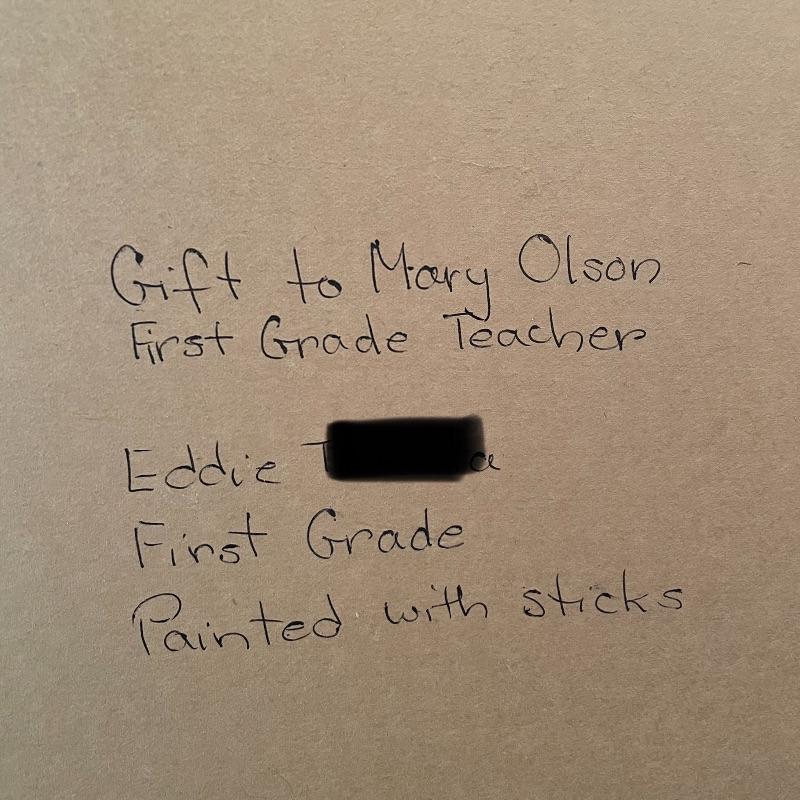 Gift to Mary Olson
First Grade Teacher
Eddie
First Grade
Painted with sticks